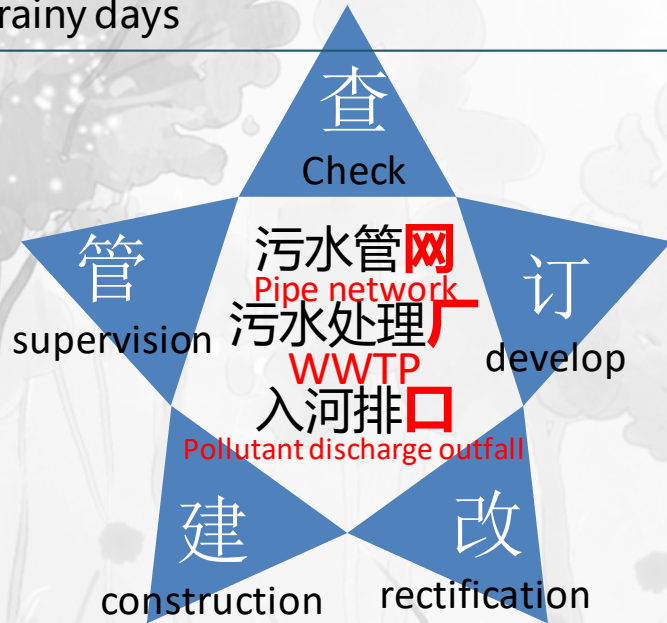 rainy days
查
Check
管
supervision
污水管网
Pipe network
污水处理厂
WWTP
入河排口
Pollutant discharge outfall
订
develop
建
construction
改
rectification